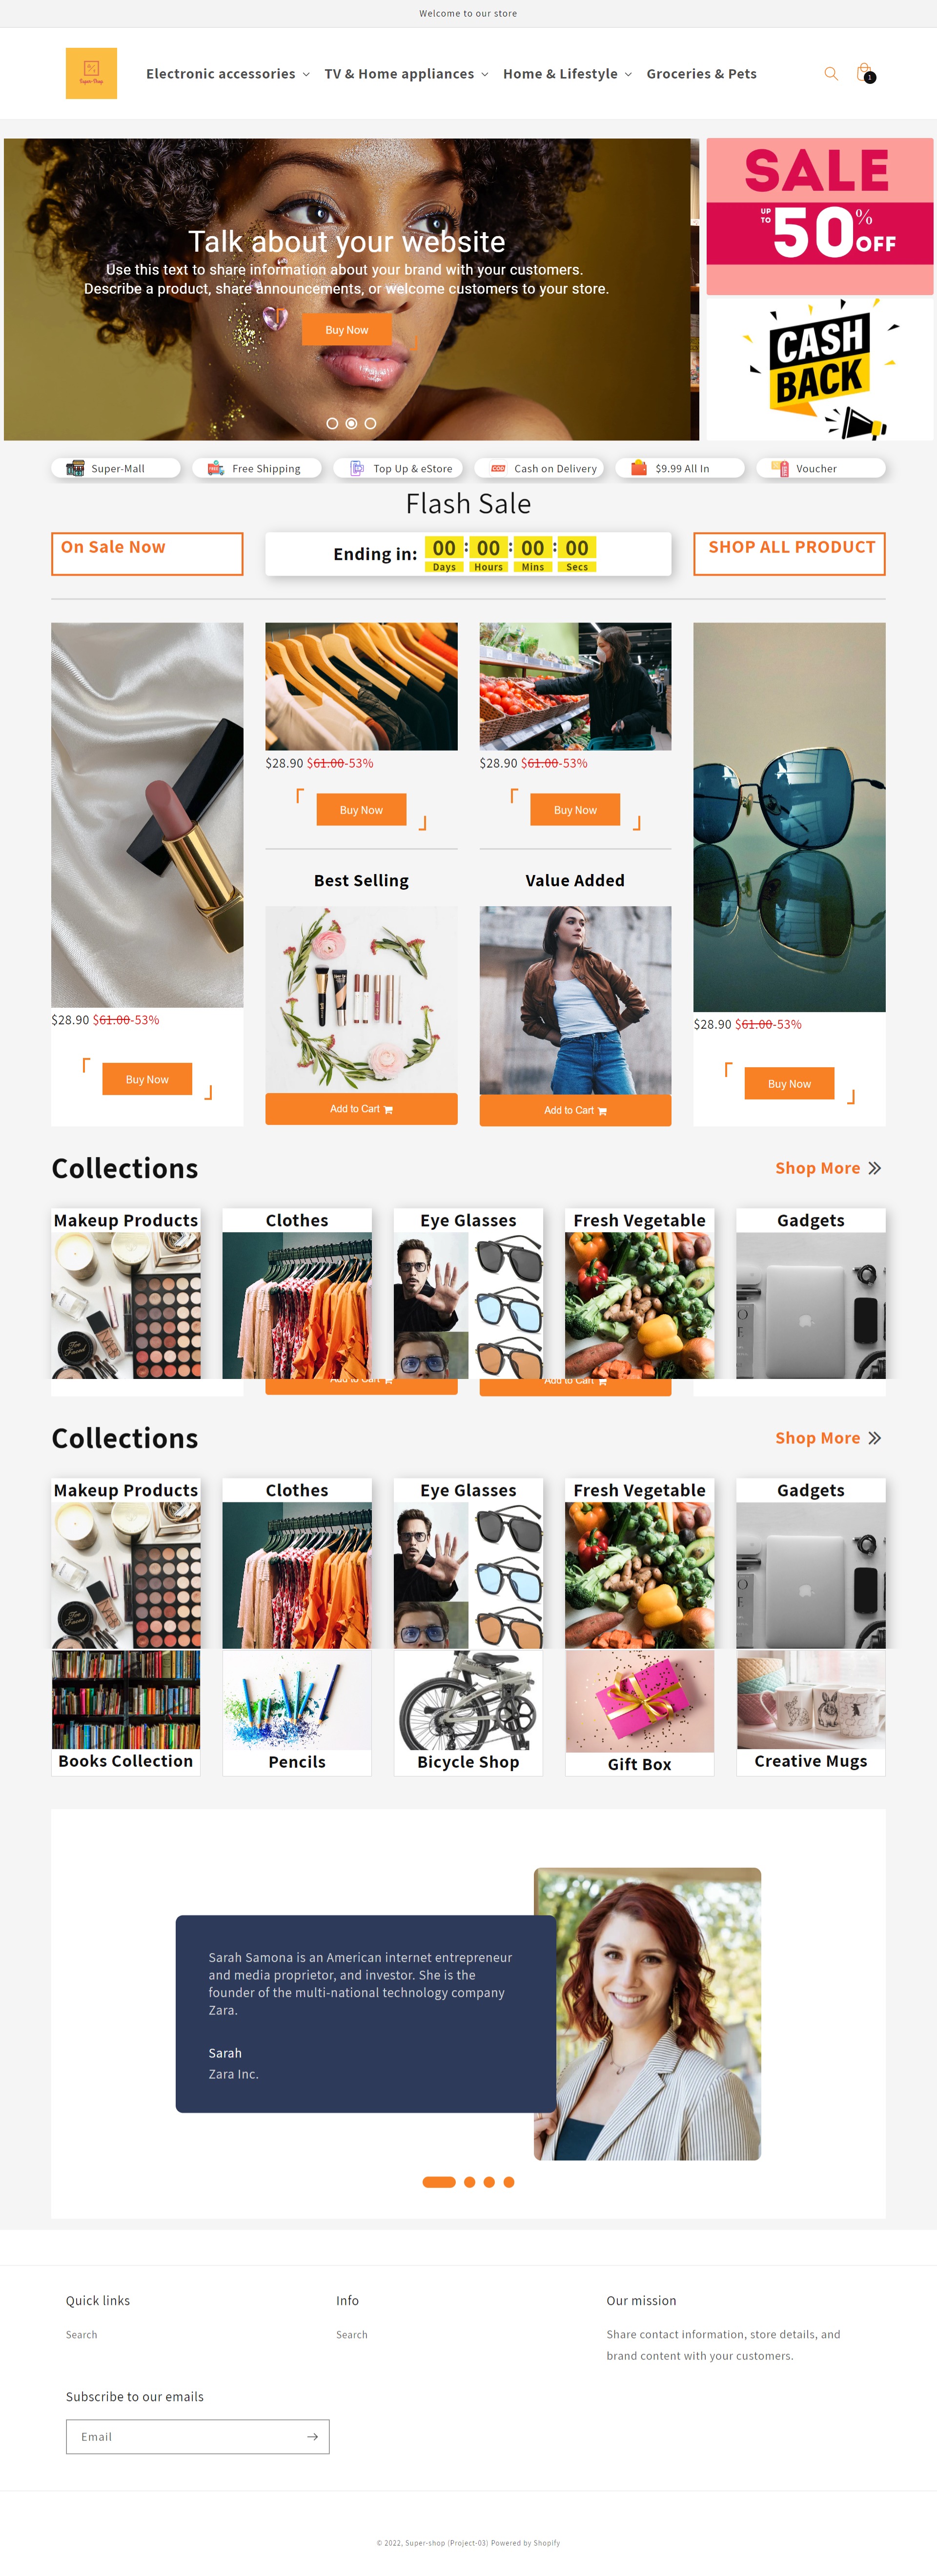 Welcome to our store
Super-Shop
Electronic accessories
TV & Home appliances
Home & Lifestyle
Groceries & Pets
1
Talk about your website
Use this text to share information about your brand with your customers.
Describe a product, share announcements, or welcome customers to your store.
Buy Now
SALE
UP TO 50% OFF
CASH
BACK
Super-Mall
Free Shipping
Top Up & eStore
COD
Cash on Delivery
$9.99 All In
Voucher
Flash Sale
On Sale Now
Ending in:
00 : 00 : 00 : 00
Days Hours Mins Secs
SHOP ALL PRODUCT
$28.90 $61.00-53%
Buy Now
$28.90 $61.00-53%
Buy Now
Best Selling
Value Added
Add to Cart
Add to Cart
$28.90 $61.00-53%
Buy Now
$28.90 $61.00-53%
Buy Now
Collections
Shop More
Makeup Products
Clothes
Eye Glasses
Fresh Vegetable
Gadgets
Too Faced
Add to Cart
Add to Cart
Collections
Shop More
Makeup Products
Clothes
Eye Glasses
Fresh Vegetable
Gadgets
Too Faced
Books Collection
Pencils
Bicycle Shop
Gift Box
Creative Mugs
Sarah Samona is an American internet entrepreneur
and media proprietor, and investor. She is the
founder of the multi-national technology company
Zara.
Sarah
Zara Inc.
Quick links
Search
Info
Search
Our mission
Share contact information, store details, and
brand content with your customers.
Subscribe to our emails
Email
© 2022, Super-shop (Project-03) Powered by Shopify